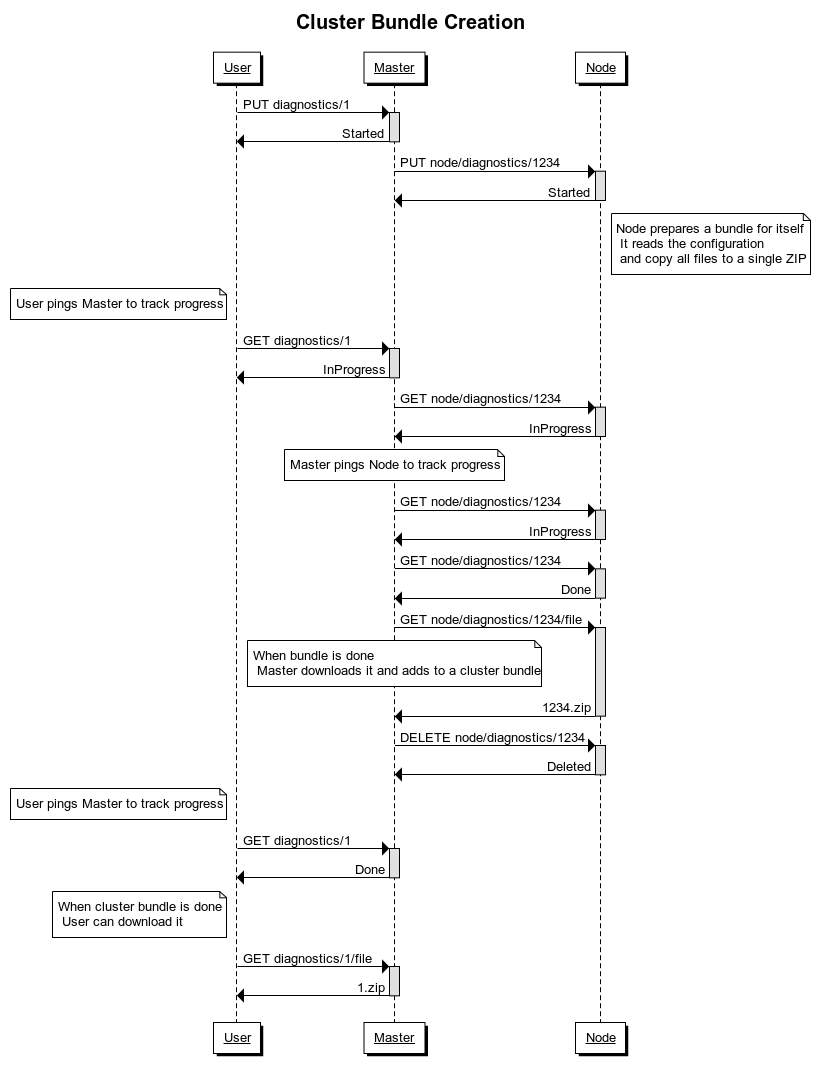 Cluster Bundle Creation
User
Master
Node
PUT diagnostics/1
Started
PUT node/diagnostics/1234
Started
Node prepares a bundle for itself
It reads the configuration
and copy all files to a single ZIP
User pings Master to track progress
GET diagnostics/1
InProgress
GET node/diagnostics/1234
InProgress
Master pings Node to track progress
GET node/diagnostics/1234
InProgress
GET node/diagnostics/1234
Done
GET node/diagnostics/1234/file
When bundle is done
Master downloads it and adds to a cluster bundle
1234.zip
DELETE node/diagnostics/1234
Deleted
User pings Master to track progress
GET diagnostics/1
Done
When cluster bundle is done
User can download it
GET diagnostics/1/file
1.zip
User
Master
Node